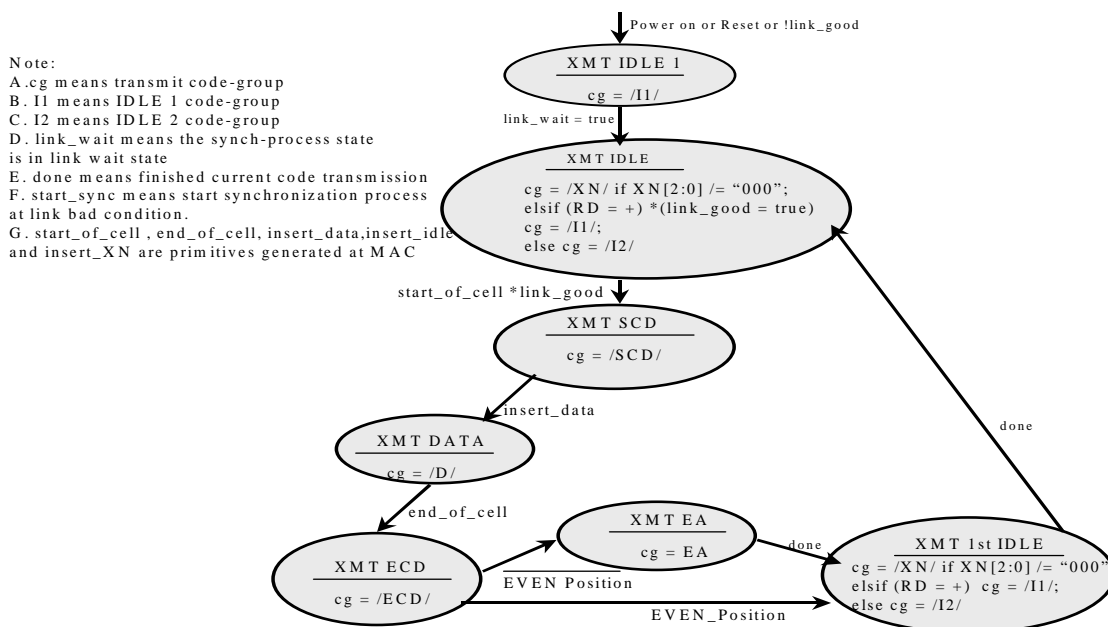 Power on or Reset or !link_good
Note:
A.cg means transmit code-group
B. I1 means IDLE 1 code-group
C. I2 means IDLE 2 code-group
D. link_wait means the synch-process state
is in link wait state
E. done means finished current code transmission
F. start_sync means start synchronization process
at link bad condition.
G. start_of_cell , end_of_cell, insert_data,insert_idle
and insert_XN are primitives generated at MAC
XMT IDLE 1
cg = /I1/
link_wait = true
XMT IDLE
cg = /XN/ if XN[2:0] /= “000”;
elsif (RD = +) *(link_good = true)
cg = /I1/;
else cg = /I2/
start_of_cell *link_good
XMT SCD
cg = /SCD/
insert_data
XMT DATA
cg = /D/
end_of_cell
XMT ECD
cg = /ECD/
EVEN Position
XMT EA
cg = EA
done
EVEN_Position
XMT 1st IDLE
cg = /XN/ if XN[2:0] /= “000”
elsif (RD = +) cg = /I1/;
else cg = /I2/
done